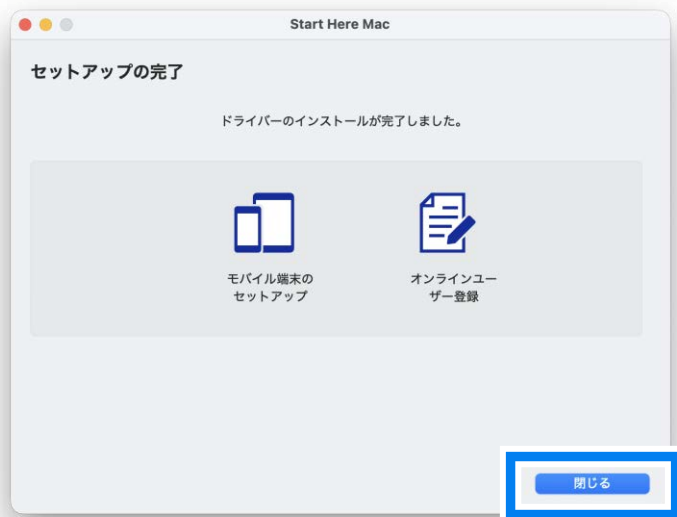 Start Here Mac
セットアップの完了
ドライバーのインストールが完了しました。
モバイル端末の
セットアップ
オンラインユー
ザー登録
閉じる